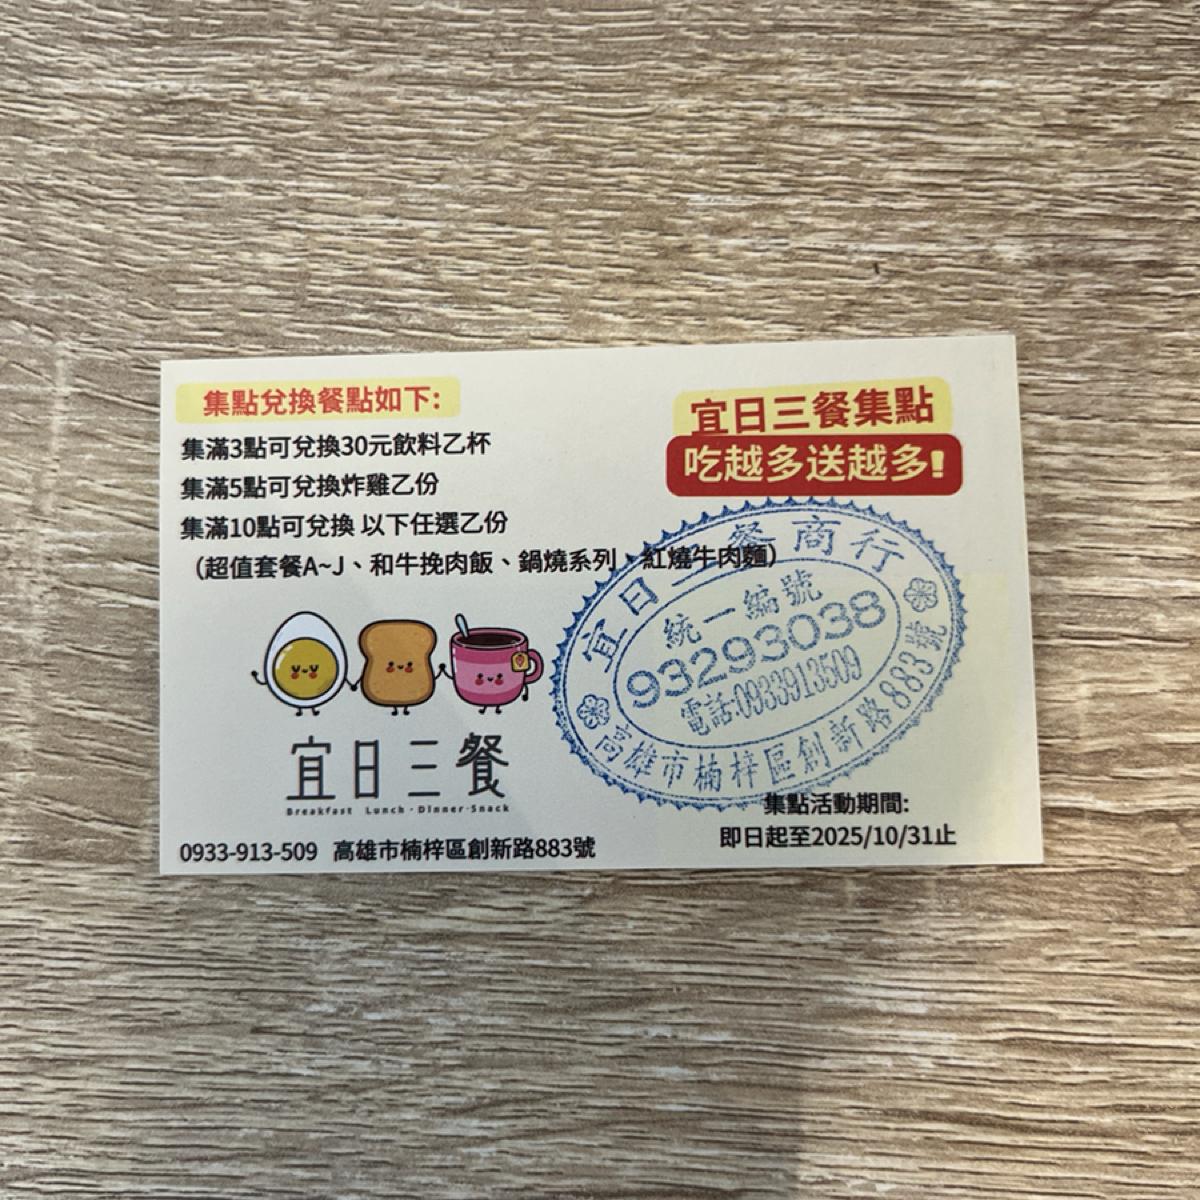 集點兌換餐點如下:
集滿3點可兌換30元飲料乙杯
集滿5點可兌換炸雞乙份
集滿10點可兌換 以下任選乙份
(超值套餐A~J、和牛挽肉飯、鍋燒系列、紅燒牛肉麵)
宜日三餐集點
吃越多送越多!
宜日三餐商行
統一編號
93293038
電話:0933913509
高雄市楠梓區創新路883號
宜日三餐
Breakfast Lunch·Dinner·Snack
0933-913-509 高雄市楠梓區創新路883號
集點活動期間:
即日起至2025/10/31止